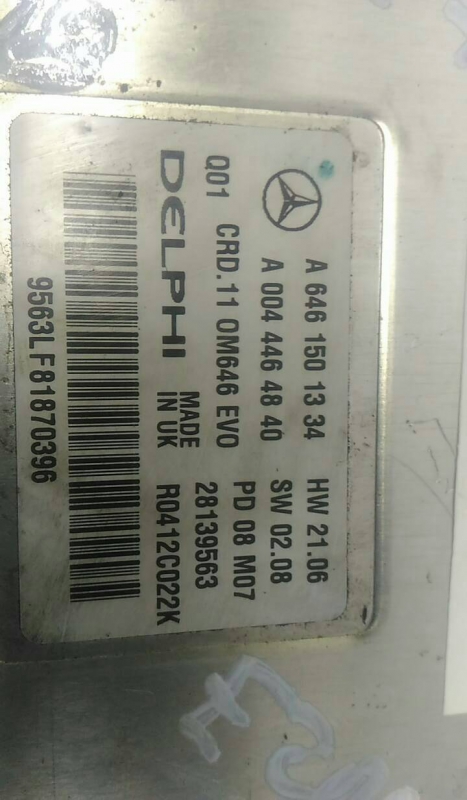 A 646 150 13 34 HW 21.06
A 004 446 48 40 SW 02.08
Q01 CRD.11 OM646 EVO PD 08 M07
DELPHI MADE IN UK 28139563
R0412C022K
9563LF81870396